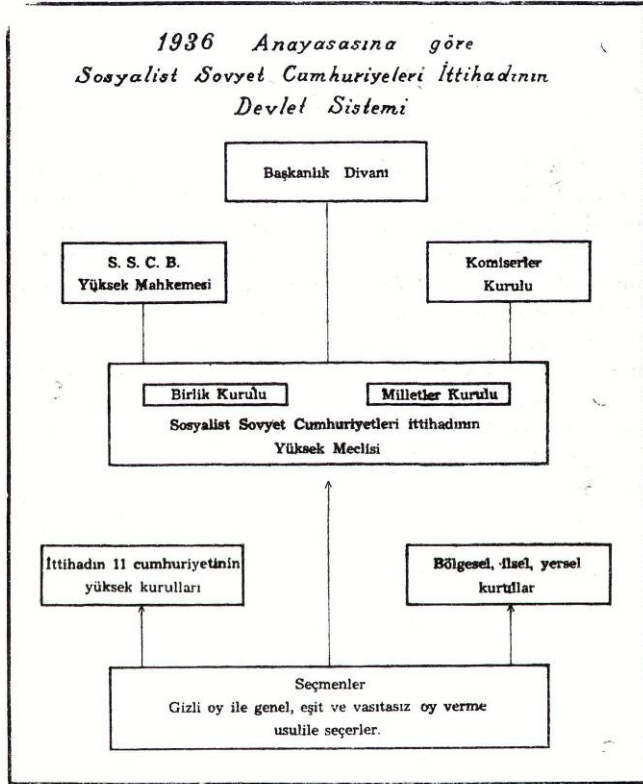 1936 Anayasasına göre
Sosyalist Sovyet Cumhuriyeleri İttihadının
Devlet Sistemi
Başkanlık Divanı
S. S. C. B.
Yüksek Mahkemesi
Komiserler
Kurulu
Birlik Kurulu
Milletler Kurulu
Sosyalist Sovyet Cumhuriyetleri ittihadının
Yüksek Meclisi
İttihadın 11 cumhuriyetinin
yüksek kurulları
Bölgesel, ilsel, yersel
kurullar
Seçmenler
Gizli oy ile genel, eşit ve vasıtasız oy verme
usulile seçerler.